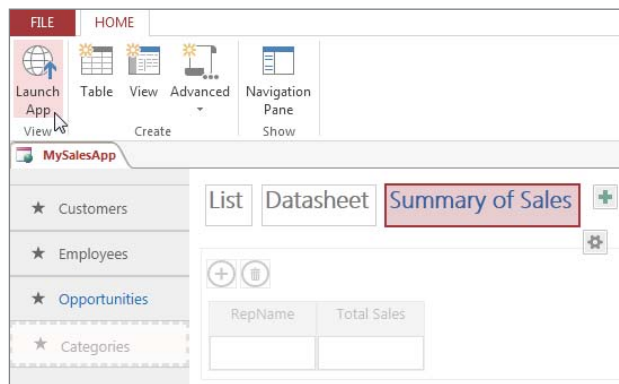 FILE HOME
Launch App Table View Advanced Navigation Pane
View Create Show
MySalesApp
List Datasheet Summary of Sales
Customers
Employees
Opportunities
Categories
RepName Total Sales